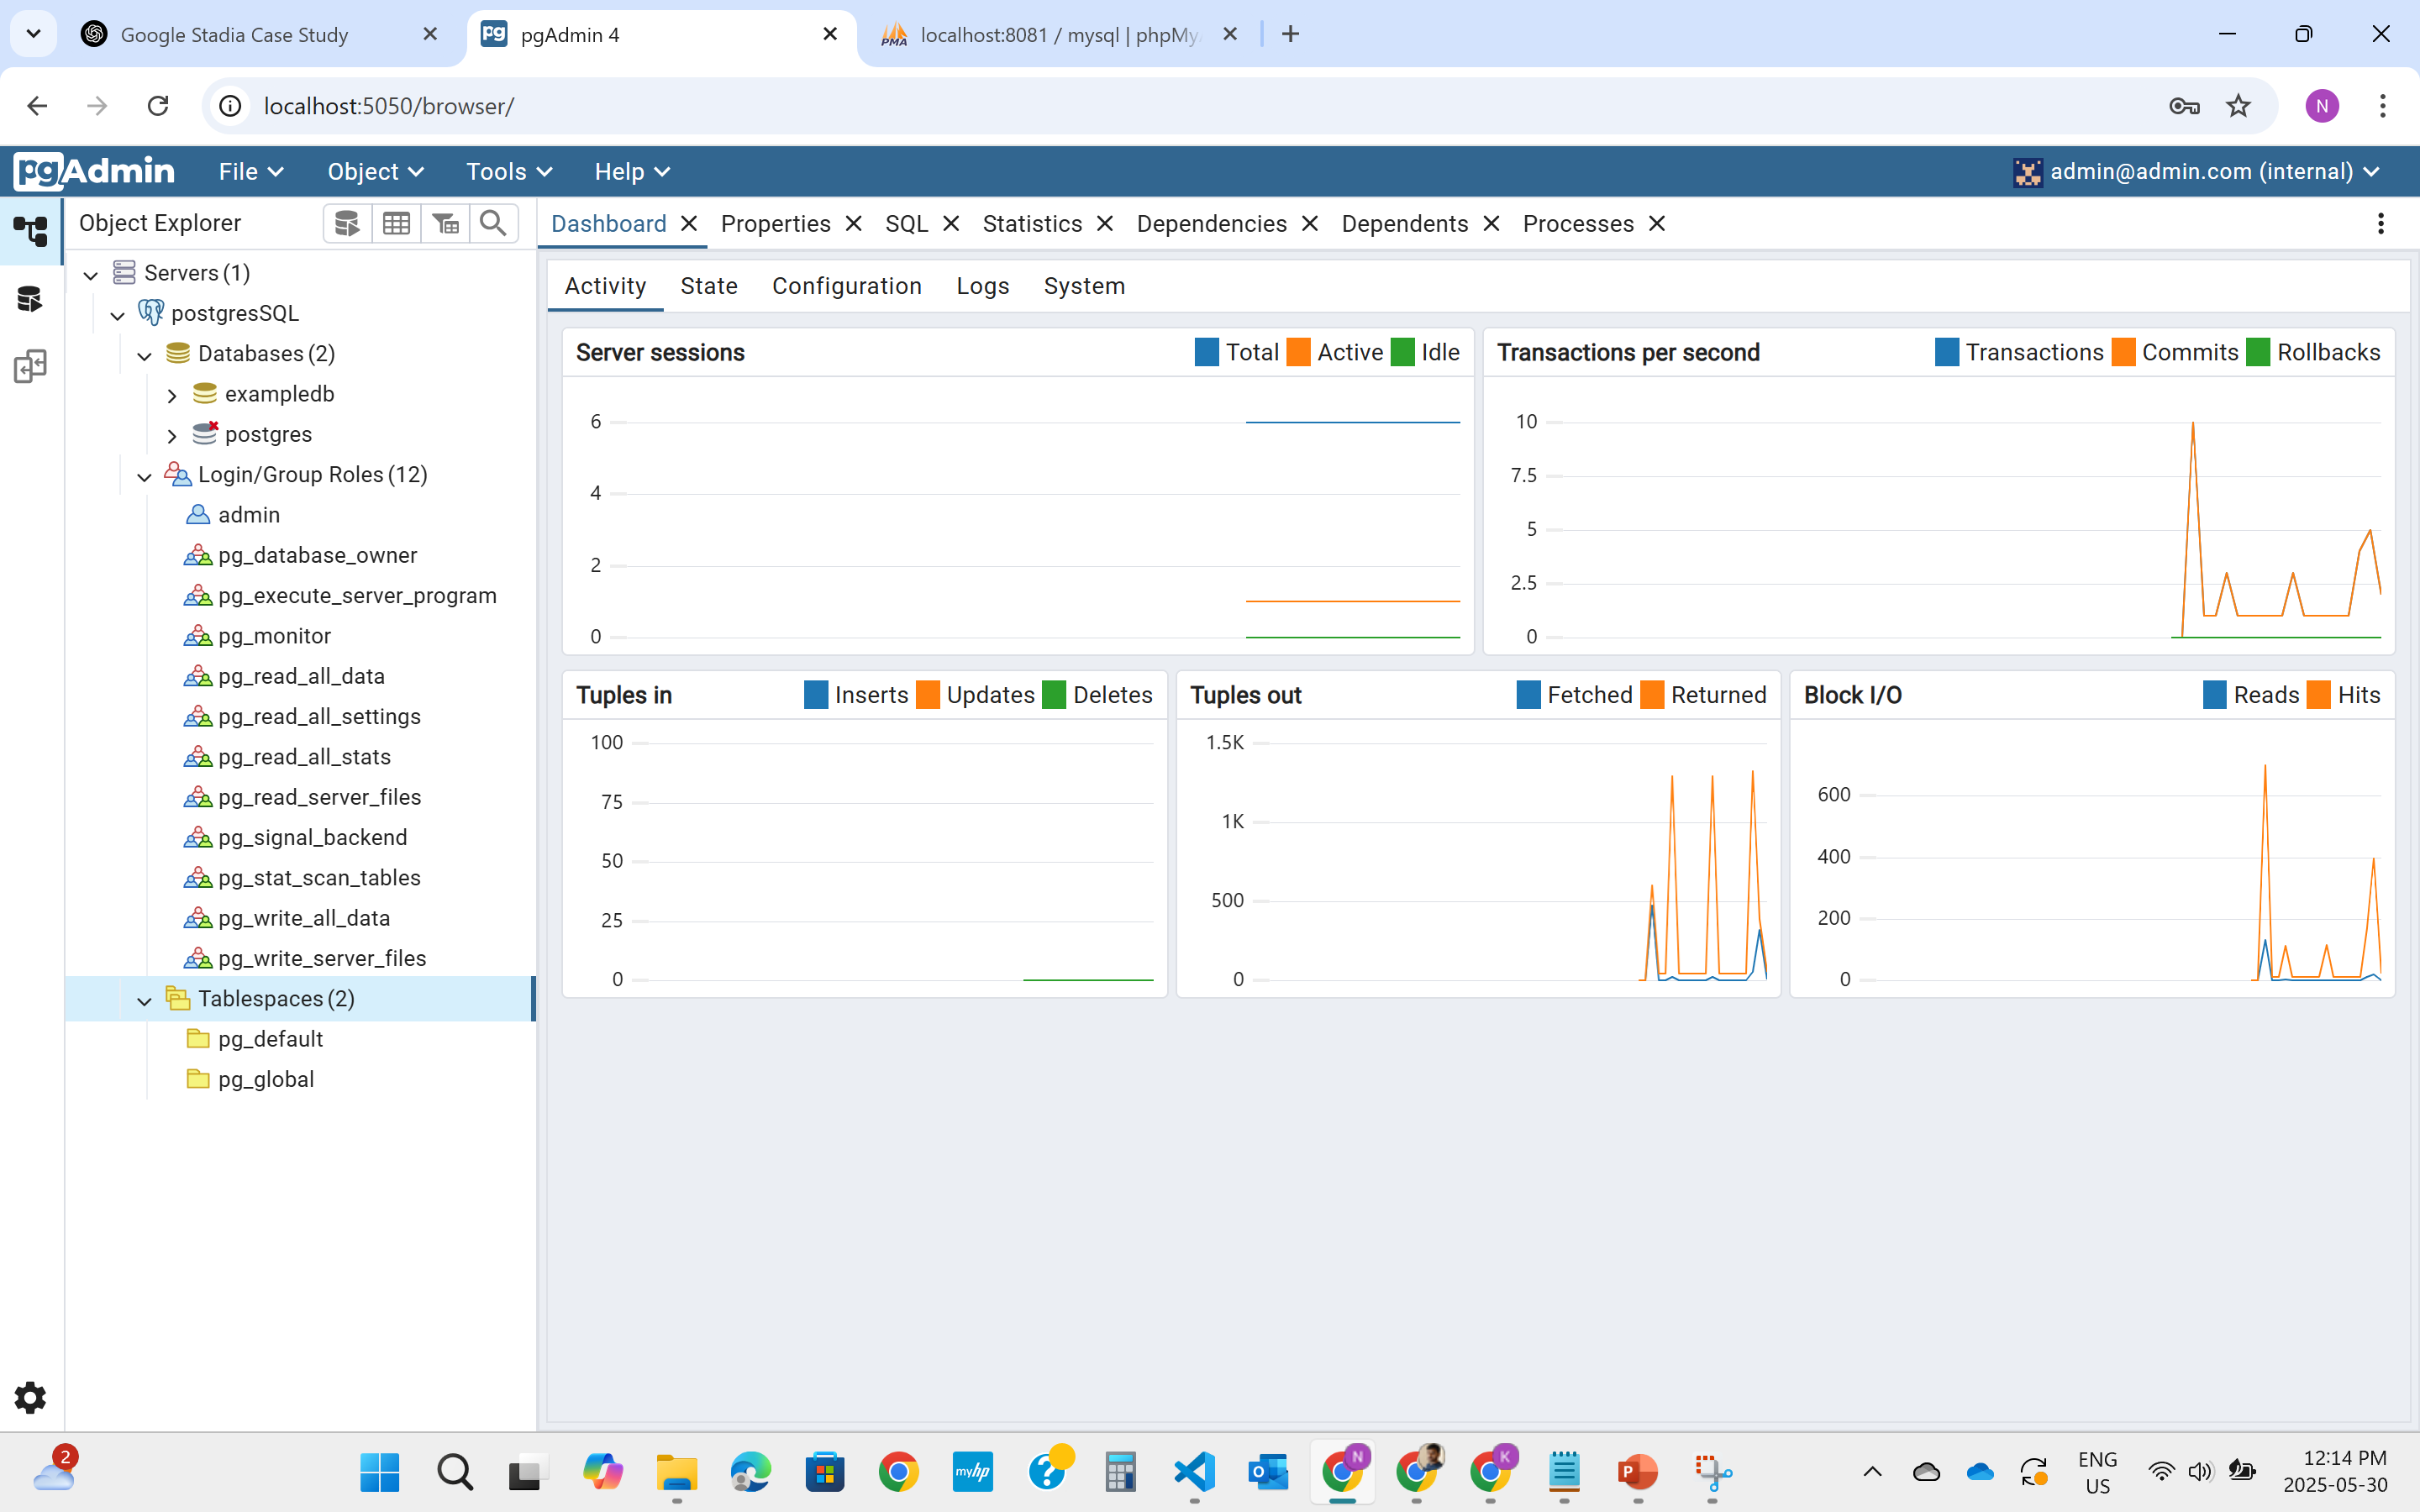 Google Stadia Case Study
pgAdmin 4
localhost:8081 / mysql | phpMy
localhost:5050/browser/
N
pgAdmin
File
Object
Tools
Help
admin@admin.com (internal)
Object Explorer
Dashboard
Properties
SQL
Statistics
Dependencies
Dependents
Processes
Servers (1)
postgresSQL
Databases (2)
exampledb
postgres
Login/Group Roles (12)
admin
pg_database_owner
pg_execute_server_program
pg_monitor
pg_read_all_data
pg_read_all_settings
pg_read_all_stats
pg_read_server_files
pg_signal_backend
pg_stat_scan_tables
pg_write_all_data
pg_write_server_files
Tablespaces (2)
pg_default
pg_global
Activity
State
Configuration
Logs
System
Server sessions
Total Active Idle
6
4
2
0
Transactions per second
Transactions Commits Rollbacks
10
7.5
5
2.5
0
Tuples in
Inserts Updates Deletes
100
75
50
25
0
Tuples out
Fetched Returned
1.5K
1K
500
0
Block I/O
Reads Hits
600
400
200
0
2
myhp
N
K
ENG
US
12:14 PM
2025-05-30